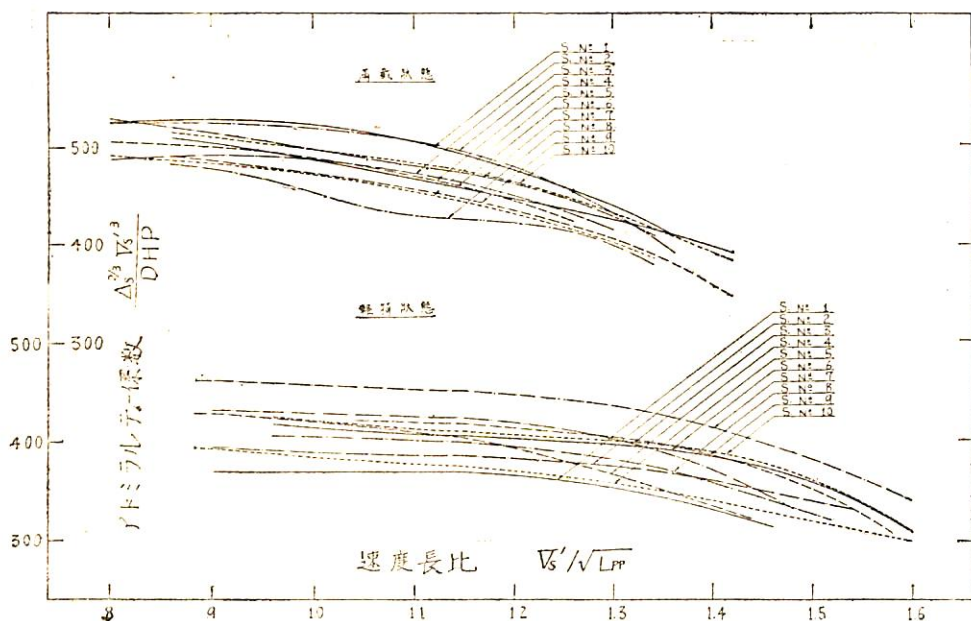 満載状態
S. Nº 1
S. Nº 2
S. Nº 3
S. Nº 4
S. Nº 5
S. Nº 6
S. Nº 7
S. Nº 8
S. Nº 9
S. Nº 10
500
400
500
Δs^2/3 Vs'^3
DHP
アドミラルティー係数
軽荷状態
S. Nº 1
S. Nº 2
S. Nº 3
S. Nº 4
S. Nº 5
S. Nº 6
S. Nº 7
S. Nº 8
S. Nº 9
S. Nº 10
500
400
300
速度長比 Vs'/√LPP
.8 .9 1.0 1.1 1.2 1.3 1.4 1.5 1.6